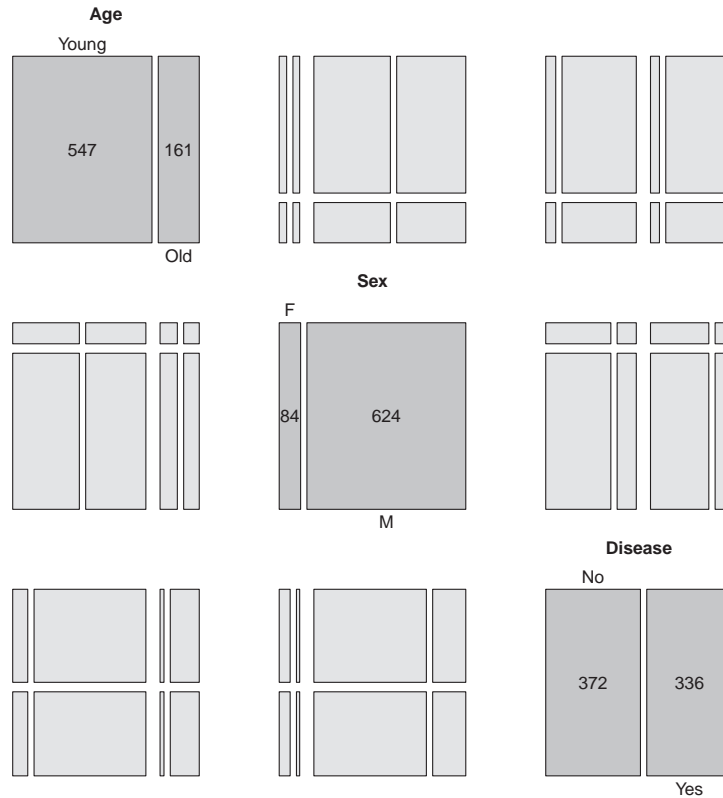 Age
Young
547 161
Old
Sex
F
84 624
M
Disease
No
372 336
Yes